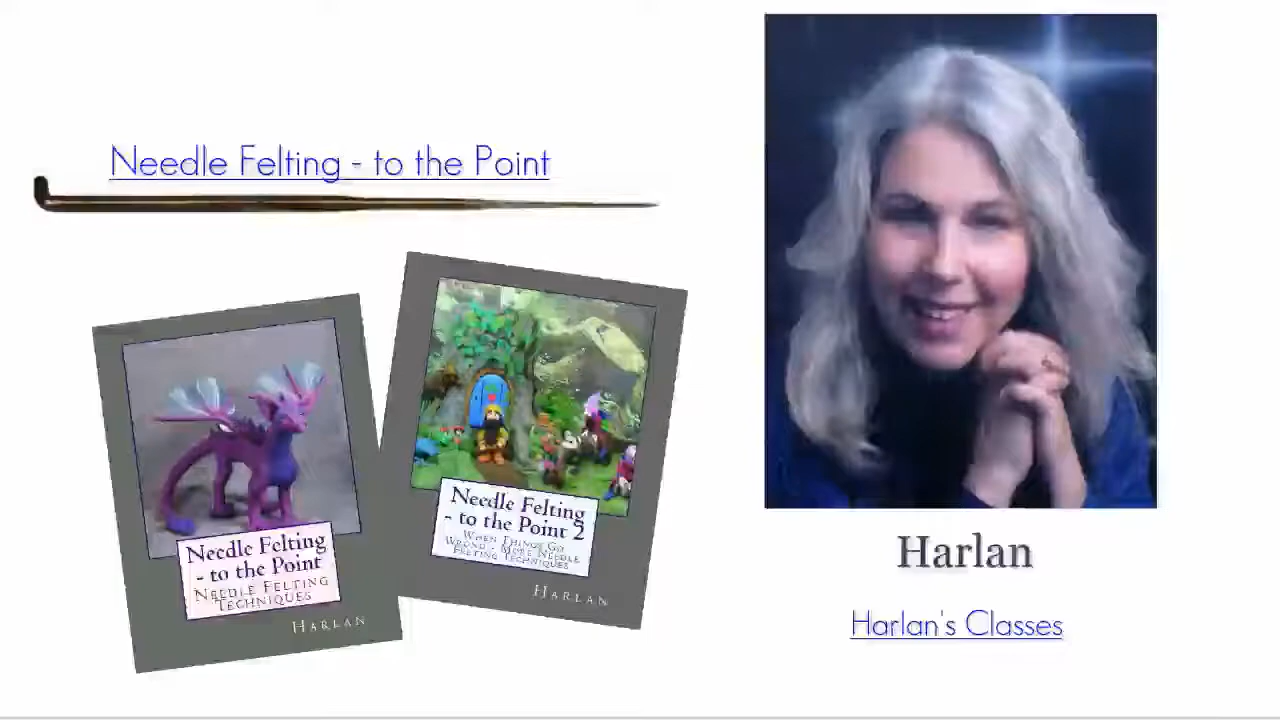 Needle Felting - to the Point
Needle Felting
- to the Point
Needle Felting
Techniques
Harlan
Needle Felting
- to the Point 2
When Things Go
Wrong - More Needle
Felting Techniques
Harlan
Harlan
Harlan's Classes